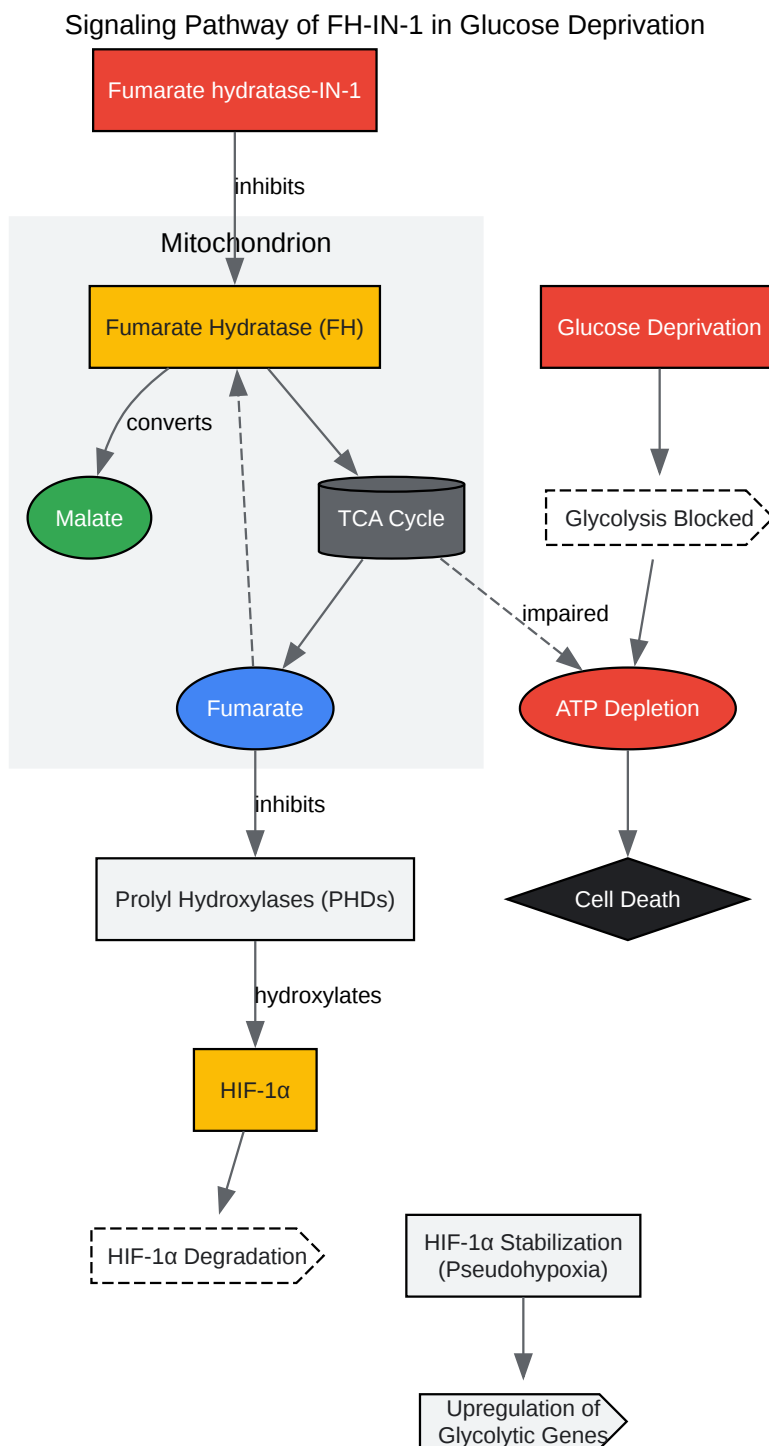 Signaling Pathway of FH-IN-1 in Glucose Deprivation
Fumarate hydratase-IN-1
inhibits
Mitochondrion
Fumarate Hydratase (FH)
Glucose Deprivation
converts
Malate
TCA Cycle
Glycolysis Blocked
impaired
Fumarate
ATP Depletion
inhibits
Prolyl Hydroxylases (PHDs)
Cell Death
hydroxylates
HIF-1α
HIF-1α Degradation
HIF-1α Stabilization
(Pseudohypoxia)
Upregulation of
Glycolytic Genes